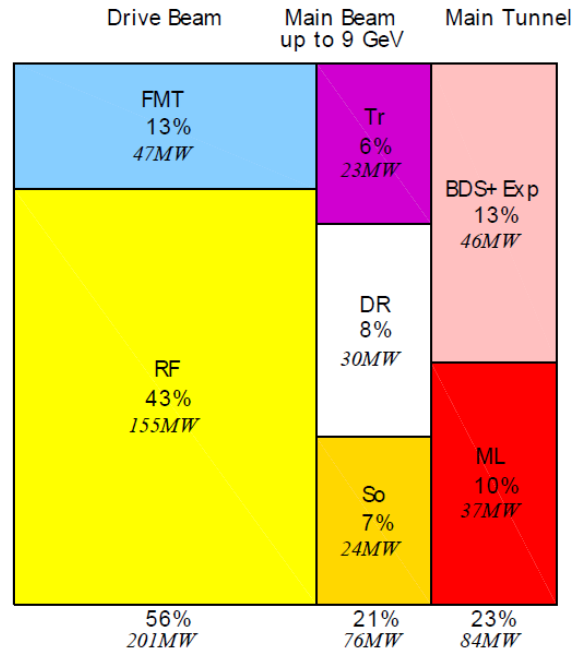 Drive Beam
Main Beam
up to 9 GeV
Main Tunnel
FMT
13%
47MW
RF
43%
155MW
Tr
6%
23MW
DR
8%
30MW
So
7%
24MW
BDS+Exp
13%
46MW
ML
10%
37MW
56%
201MW
21%
76MW
23%
84MW